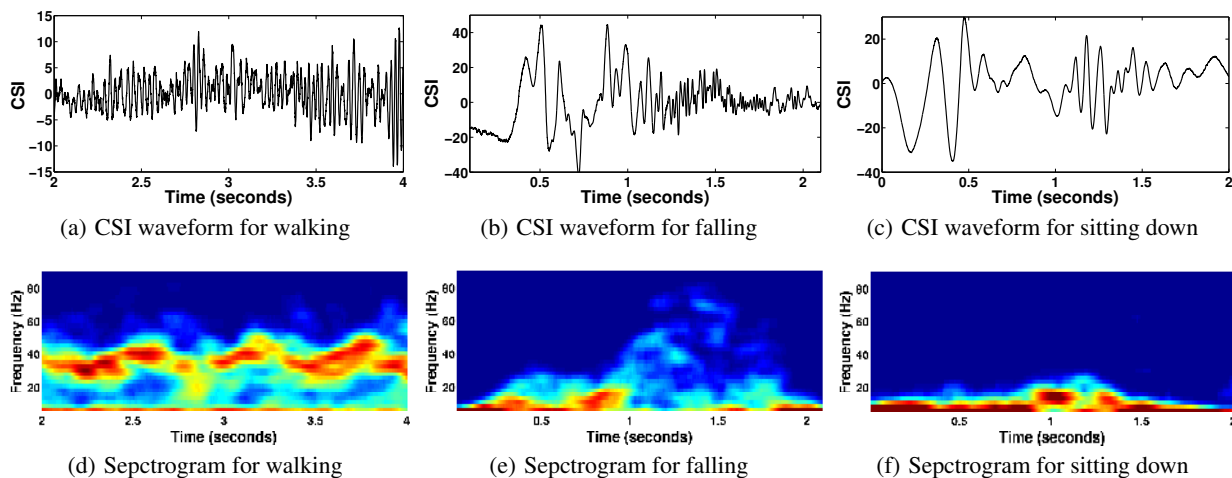 15
10
5
0
−5
−10
−15
CSI
2 2.5 3 3.5 4
Time (seconds)
(a) CSI waveform for walking
40
20
0
−20
−40
CSI
0.5 1 1.5 2
Time (seconds)
(b) CSI waveform for falling
20
0
−20
−40
CSI
0 0.5 1 1.5 2
Time (seconds)
(c) CSI waveform for sitting down
80
60
40
20
Frequency (Hz)
2 2.5 3 3.5 4
Time (seconds)
(d) Sepctrogram for walking
80
60
40
20
Frequency (Hz)
0.5 1 1.5 2
Time (seconds)
(e) Sepctrogram for falling
80
60
40
20
Frequency (Hz)
0.5 1 1.5 2
Time (seconds)
(f) Sepctrogram for sitting down